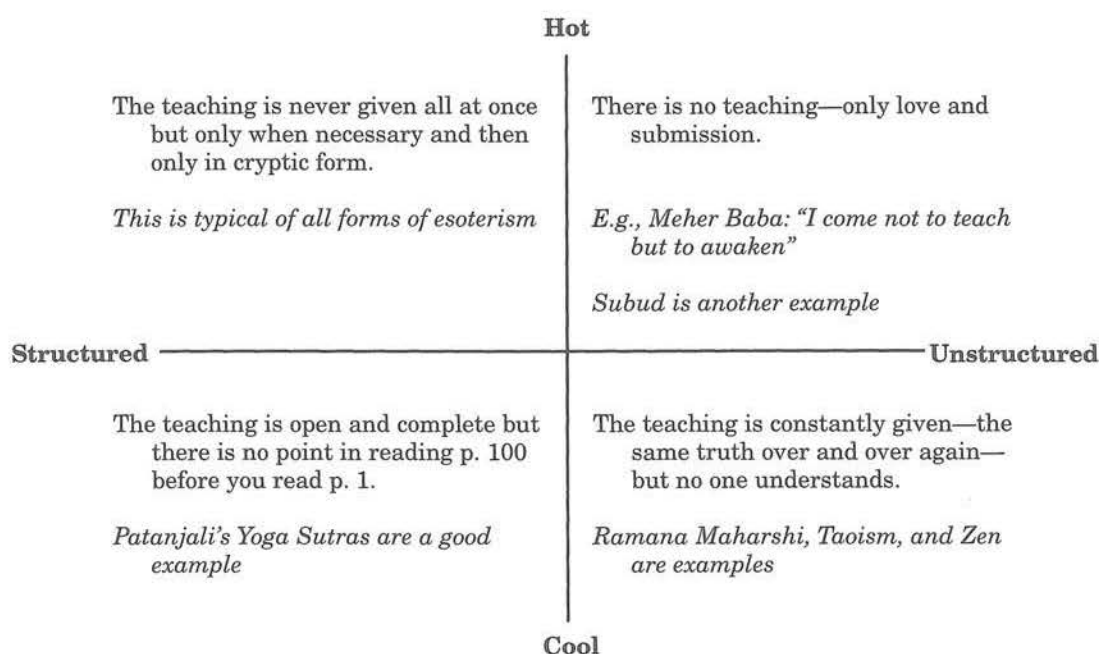 Hot
The teaching is never given all at once
but only when necessary and then
only in cryptic form.
This is typical of all forms of esoterism
There is no teaching—only love and
submission.
E.g., Meher Baba: “I come not to teach
but to awaken”
Subud is another example
Structured
Unstructured
The teaching is open and complete but
there is no point in reading p. 100
before you read p. 1.
Patanjali’s Yoga Sutras are a good
example
The teaching is constantly given—the
same truth over and over again—
but no one understands.
Ramana Maharshi, Taoism, and Zen
are examples
Cool